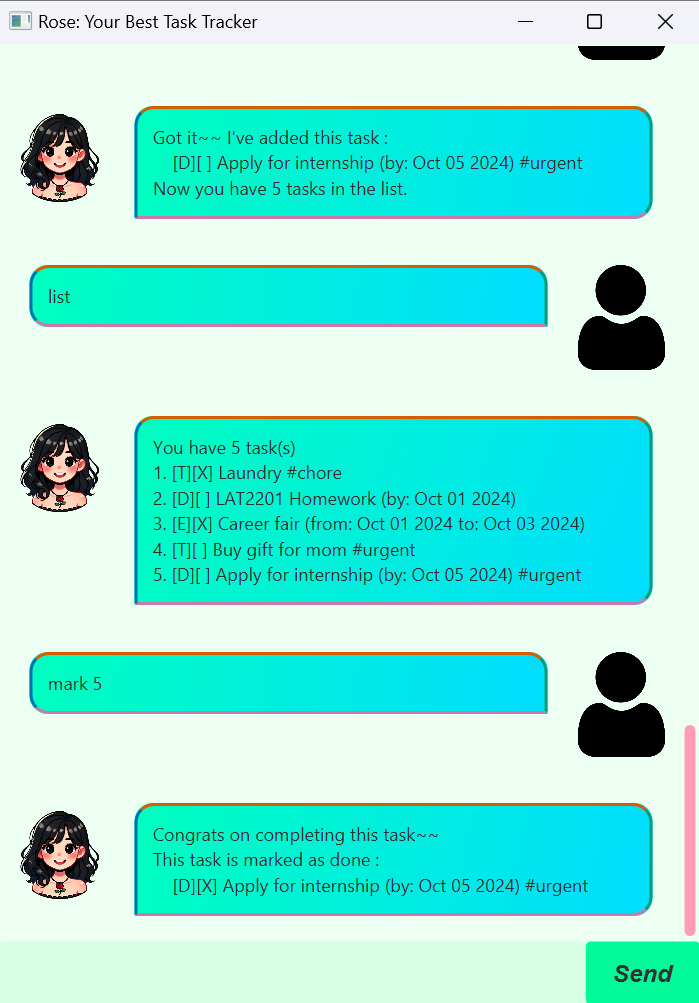 Rose: Your Best Task Tracker
Got it~~ I've added this task :
[D][ ] Apply for internship (by: Oct 05 2024) #urgent
Now you have 5 tasks in the list.
list
You have 5 task(s)
1. [T][X] Laundry #chore
2. [D][ ] LAT2201 Homework (by: Oct 01 2024)
3. [E][X] Career fair (from: Oct 01 2024 to: Oct 03 2024)
4. [T][ ] Buy gift for mom #urgent
5. [D][ ] Apply for internship (by: Oct 05 2024) #urgent
mark 5
Congrats on completing this task~~
This task is marked as done :
[D][X] Apply for internship (by: Oct 05 2024) #urgent
Send